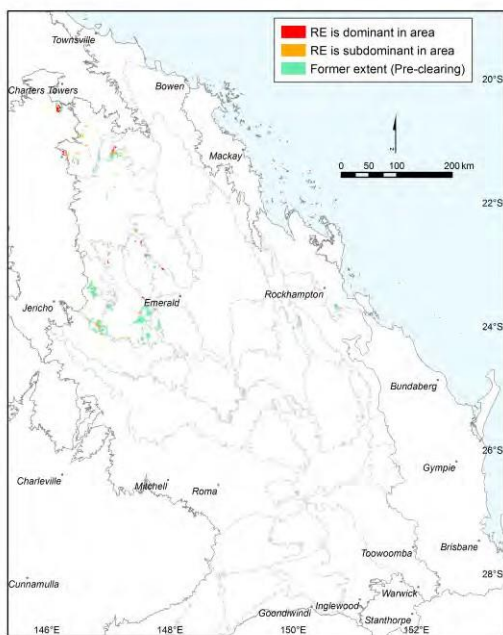 RE is dominant in area
RE is subdominant in area
Former extent (Pre-clearing)
Townsville
Charters Towers
Bowen
20°S
Mackay
0 50 100 200 km
22°S
Rockhampton
Jericho
Emerald
24°S
Bundaberg
26°S
Charleville
Mitchell
Roma
Gympie
Brisbane
Toowoomba
28°S
Cunnamulla
Warwick
Inglewood
Goondiwindi
Stanthorpe
146°E
148°E
150°E
152°E